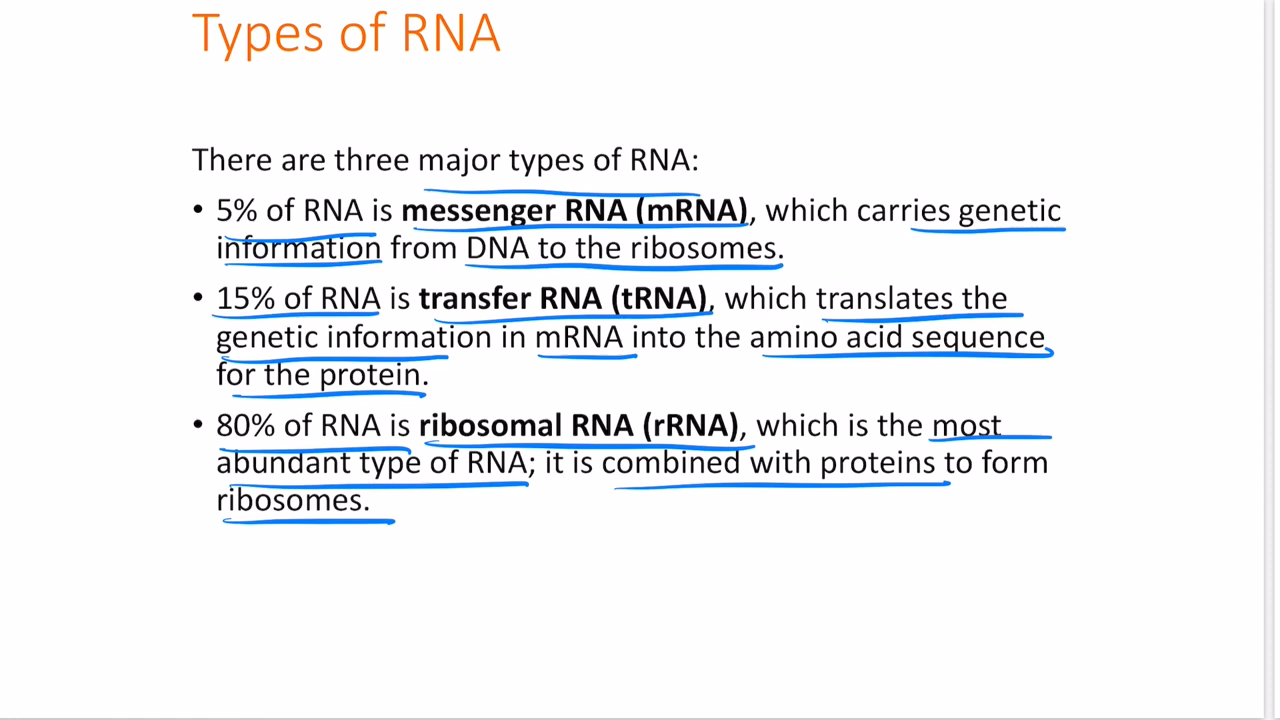 Types of RNA
There are three major types of RNA:
• 5% of RNA is messenger RNA (mRNA), which carries genetic
information from DNA to the ribosomes.
• 15% of RNA is transfer RNA (tRNA), which translates the
genetic information in mRNA into the amino acid sequence
for the protein.
• 80% of RNA is ribosomal RNA (rRNA), which is the most
abundant type of RNA; it is combined with proteins to form
ribosomes.